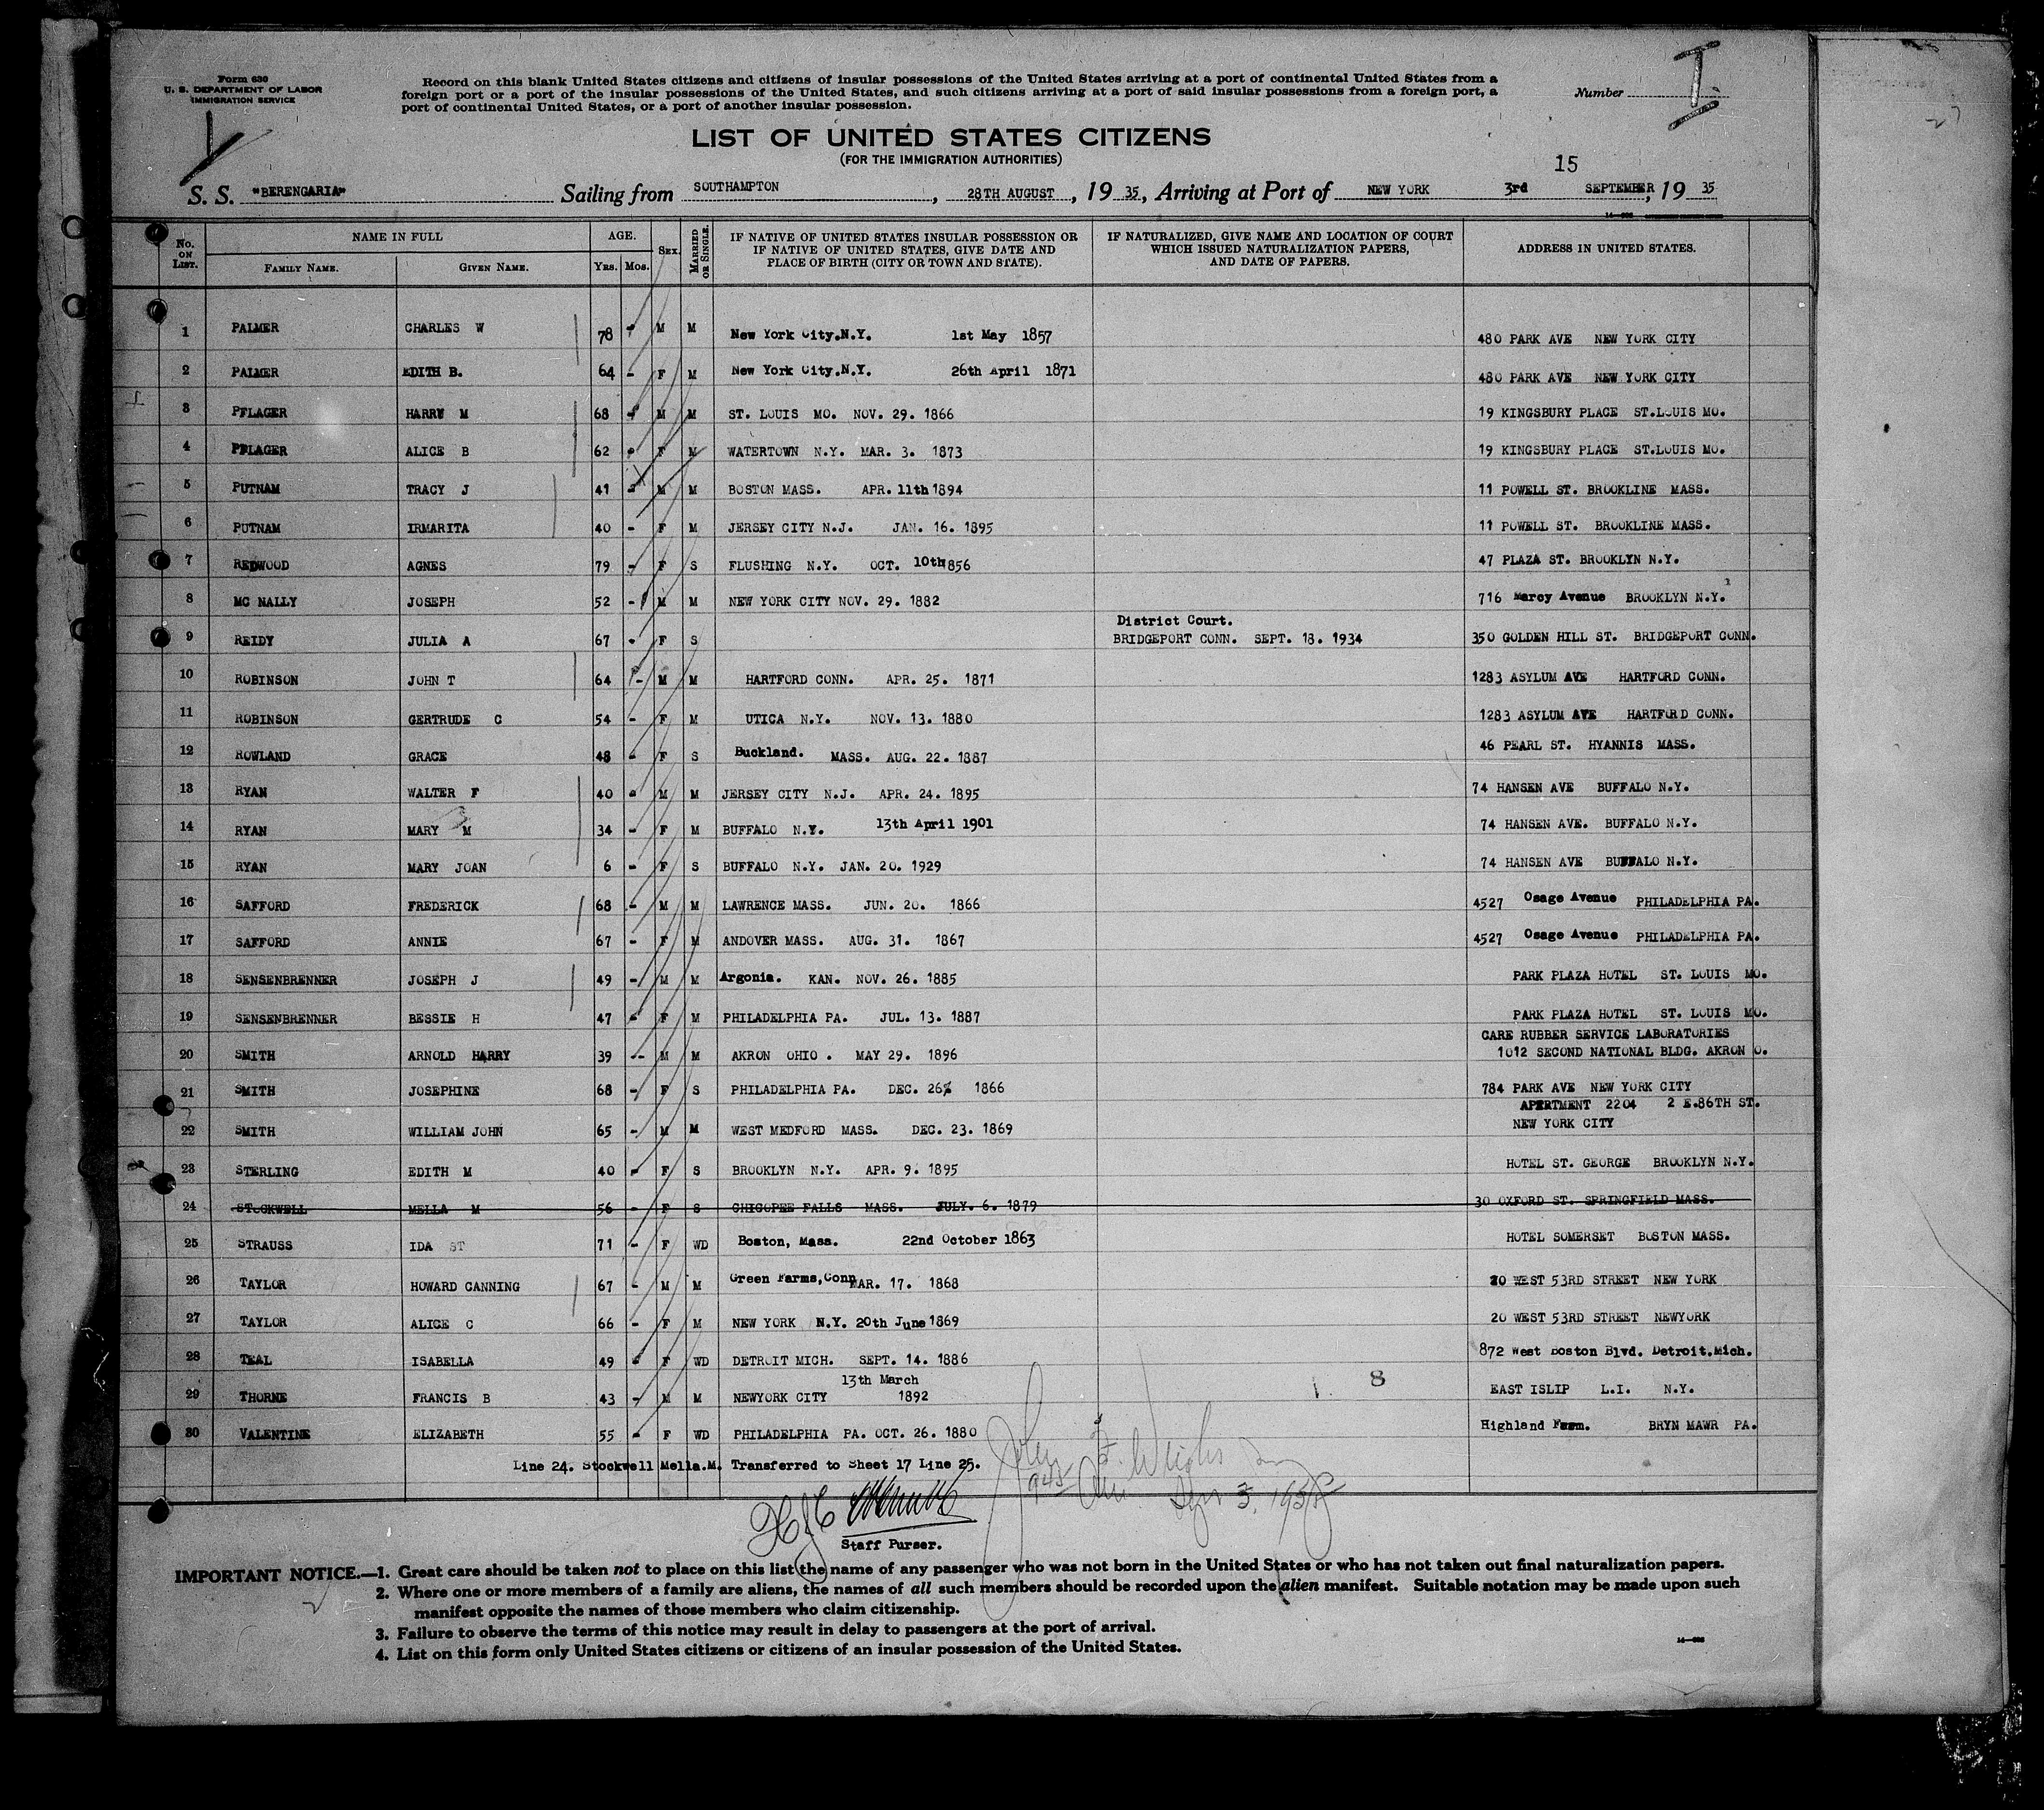 Form 630
U. S. DEPARTMENT OF LABOR
IMMIGRATION SERVICE
Record on this blank United States citizens and citizens of insular possessions of the United States arriving at a port of continental United States from a
foreign port or a port of the insular possessions of the United States, and such citizens arriving at a port of said insular possessions from a foreign port, a
port of continental United States, or a port of another insular possession.
Number I
LIST OF UNITED STATES CITIZENS
(FOR THE IMMIGRATION AUTHORITIES)
15
S. S. "BERENGARIA" Sailing from SOUTHAMPTON, 28TH AUGUST, 19 35, Arriving at Port of NEW YORK 3rd SEPTEMBER, 19 35
No. ON LIST. NAME IN FULL FAMILY NAME. GIVEN NAME. AGE. YRS. MOS. SEX. MARRIED OR SINGLE. IF NATIVE OF UNITED STATES INSULAR POSSESSION OR IF NATIVE OF UNITED STATES, GIVE DATE AND PLACE OF BIRTH (CITY OR TOWN AND STATE). IF NATURALIZED, GIVE NAME AND LOCATION OF COURT WHICH ISSUED NATURALIZATION PAPERS, AND DATE OF PAPERS. ADDRESS IN UNITED STATES.
1 PALMER CHARLES W 78 - M M New York City.N.Y. 1st May 1857 480 PARK AVE NEW YORK CITY
2 PALMER EDITH B. 64 - F M New York City.N.Y. 26th April 1871 480 PARK AVE NEW YORK CITY
3 PFLAGER HARRY M 68 - M M ST. LOUIS MO. NOV. 29. 1866 19 KINGSBURY PLACE ST.LOUIS MO.
4 PFLAGER ALICE B 62 - F M WATERTOWN N.Y. MAR. 3. 1873 19 KINGSBURY PLACE ST.LOUIS MO.
5 PUTNAM TRACY J 41 - M M BOSTON MASS. APR. 11th 1894 11 POWELL ST. BROOKLINE MASS.
6 PUTNAM IRMARITA 40 - F M JERSEY CITY N.J. JAN. 16. 1895 11 POWELL ST. BROOKLINE MASS.
7 REDWOOD AGNES 79 - F S FLUSHING N.Y. OCT. 10th 1856 47 PLAZA ST. BROOKLYN N.Y.
8 MC NALLY JOSEPH 52 - M M NEW YORK CITY NOV. 29. 1882 716 Marcy Avenue BROOKLYN N.Y.
9 REIDY JULIA A 67 - F S District Court. BRIDGEPORT CONN. SEPT. 18. 1934 350 GOLDEN HILL ST. BRIDGEPORT CONN.
10 ROBINSON JOHN T 64 - M M HARTFORD CONN. APR. 25. 1871 1283 ASYLUM AVE HARTFORD CONN.
11 ROBINSON GERTRUDE C 54 - F M UTICA N.Y. NOV. 13. 1880 1283 ASYLUM AVE HARTFORD CONN.
12 ROWLAND GRACE 48 - F S Buckland. MASS. AUG. 22. 1887 46 PEARL ST. HYANNIS MASS.
13 RYAN WALTER F 40 - M M JERSEY CITY N.J. APR. 24. 1895 74 HANSEN AVE BUFFALO N.Y.
14 RYAN MARY M 34 - F M BUFFALO N.Y. 13th April 1901 74 HANSEN AVE. BUFFALO N.Y.
15 RYAN MARY JOAN 6 - F S BUFFALO N.Y. JAN. 20. 1929 74 HANSEN AVE BUFFALO N.Y.
16 SAFFORD FREDERICK 68 - M M LAWRENCE MASS. JUN. 20. 1866 4527 Osage Avenue PHILADELPHIA PA.
17 SAFFORD ANNIE 67 - F M ANDOVER MASS. AUG. 31. 1867 4527 Osage Avenue PHILADELPHIA PA.
18 SENSENBRENNER JOSEPH J 49 - M M Argonia. KAN. NOV. 26. 1885 PARK PLAZA HOTEL ST. LOUIS MO.
19 SENSENBRENNER BESSIE H 47 - F M PHILADELPHIA PA. JUL. 13. 1887 PARK PLAZA HOTEL ST. LOUIS MO.
CARE RUBBER SERVICE LABORATORIES
20 SMITH ARNOLD HARRY 39 -- M M AKRON OHIO . MAY 29. 1896 1012 SECOND NATIONAL BLDG. AKRON O.
21 SMITH JOSEPHINE 68 - F S PHILADELPHIA PA. DEC. 26 1866 784 PARK AVE NEW YORK CITY
APARTMENT 2204 2 E.86TH ST.
22 SMITH WILLIAM JOHN 65 - M M WEST MEDFORD MASS. DEC. 23. 1869 NEW YORK CITY
23 STERLING EDITH M 40 - F S BROOKLYN N.Y. APR. 9. 1895 HOTEL ST. GEORGE BROOKLYN N.Y.
24 STOCKWELL MELLA M 56 - F S CHICOPEE FALLS MASS. JULY. 6. 1879 30 OXFORD ST. SPRINGFIELD MASS.
25 STRAUSS IDA ST 71 - F WD Boston, Mass. 22nd October 1863 HOTEL SOMERSET BOSTON MASS.
26 TAYLOR HOWARD CANNING 67 - M M Green Farms,Conn MAR. 17. 1868 20 WEST 53RD STREET NEW YORK
27 TAYLOR ALICE C 66 - F M NEW YORK N.Y. 20th June 1869 20 WEST 53RD STREET NEWYORK
28 TEAL ISABELLA 49 - F WD DETROIT MICH. SEPT. 14. 1886 872 West Boston Blvd. Detroit.Mich.
29 THORNE FRANCIS B 43 - M M NEWYORK CITY 13th March 1892 EAST ISLIP L.I. N.Y.
1. 8
30 VALENTINE ELIZABETH 55 - F WD PHILADELPHIA PA. OCT. 26. 1880 Highland Farm. BRYN MAWR PA.
Line 24. Stockwell Mella.M. Transferred to Sheet 17 Line 25.
Staff Purser.
IMPORTANT NOTICE.—1. Great care should be taken not to place on this list the name of any passenger who was not born in the United States or who has not taken out final naturalization papers.
2. Where one or more members of a family are aliens, the names of all such members should be recorded upon the alien manifest. Suitable notation may be made upon such
manifest opposite the names of those members who claim citizenship.
3. Failure to observe the terms of this notice may result in delay to passengers at the port of arrival.
4. List on this form only United States citizens or citizens of an insular possession of the United States.